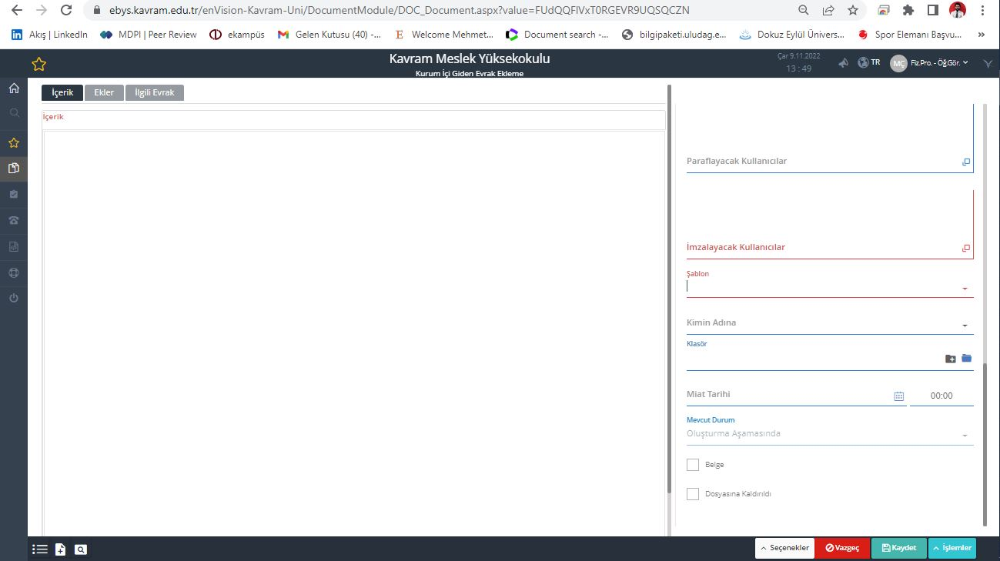 ebys.kavram.edu.tr/enVision-Kavram-Uni/DocumentModule/DOC_Document.aspx?value=FUdQQFlVxT0RGEVR9UQSQCZN
Akış | LinkedIn MDPI | Peer Review ekampüs Gelen Kutusu (40) -... Welcome Mehmet... Document search -... bilgipaketi.uludag.e... Dokuz Eylül Ünivers... Spor Elemanı Başvu... »
Kavram Meslek Yüksekokulu
Kurum İçi Giden Evrak Ekleme
Çar 9.11.2022
13 : 49
TR
MÇ
Fiz.Pro. - Öğ.Gör.
İçerik Ekler İlgili Evrak
İçerik
Paraflayacak Kullanıcılar
İmzalayacak Kullanıcılar
Şablon
Kimin Adına
Klasör
Miat Tarihi 00:00
Mevcut Durum
Oluşturma Aşamasında
Belge
Dosyasına Kaldırıldı
Seçenekler Vazgeç Kaydet İşlemler